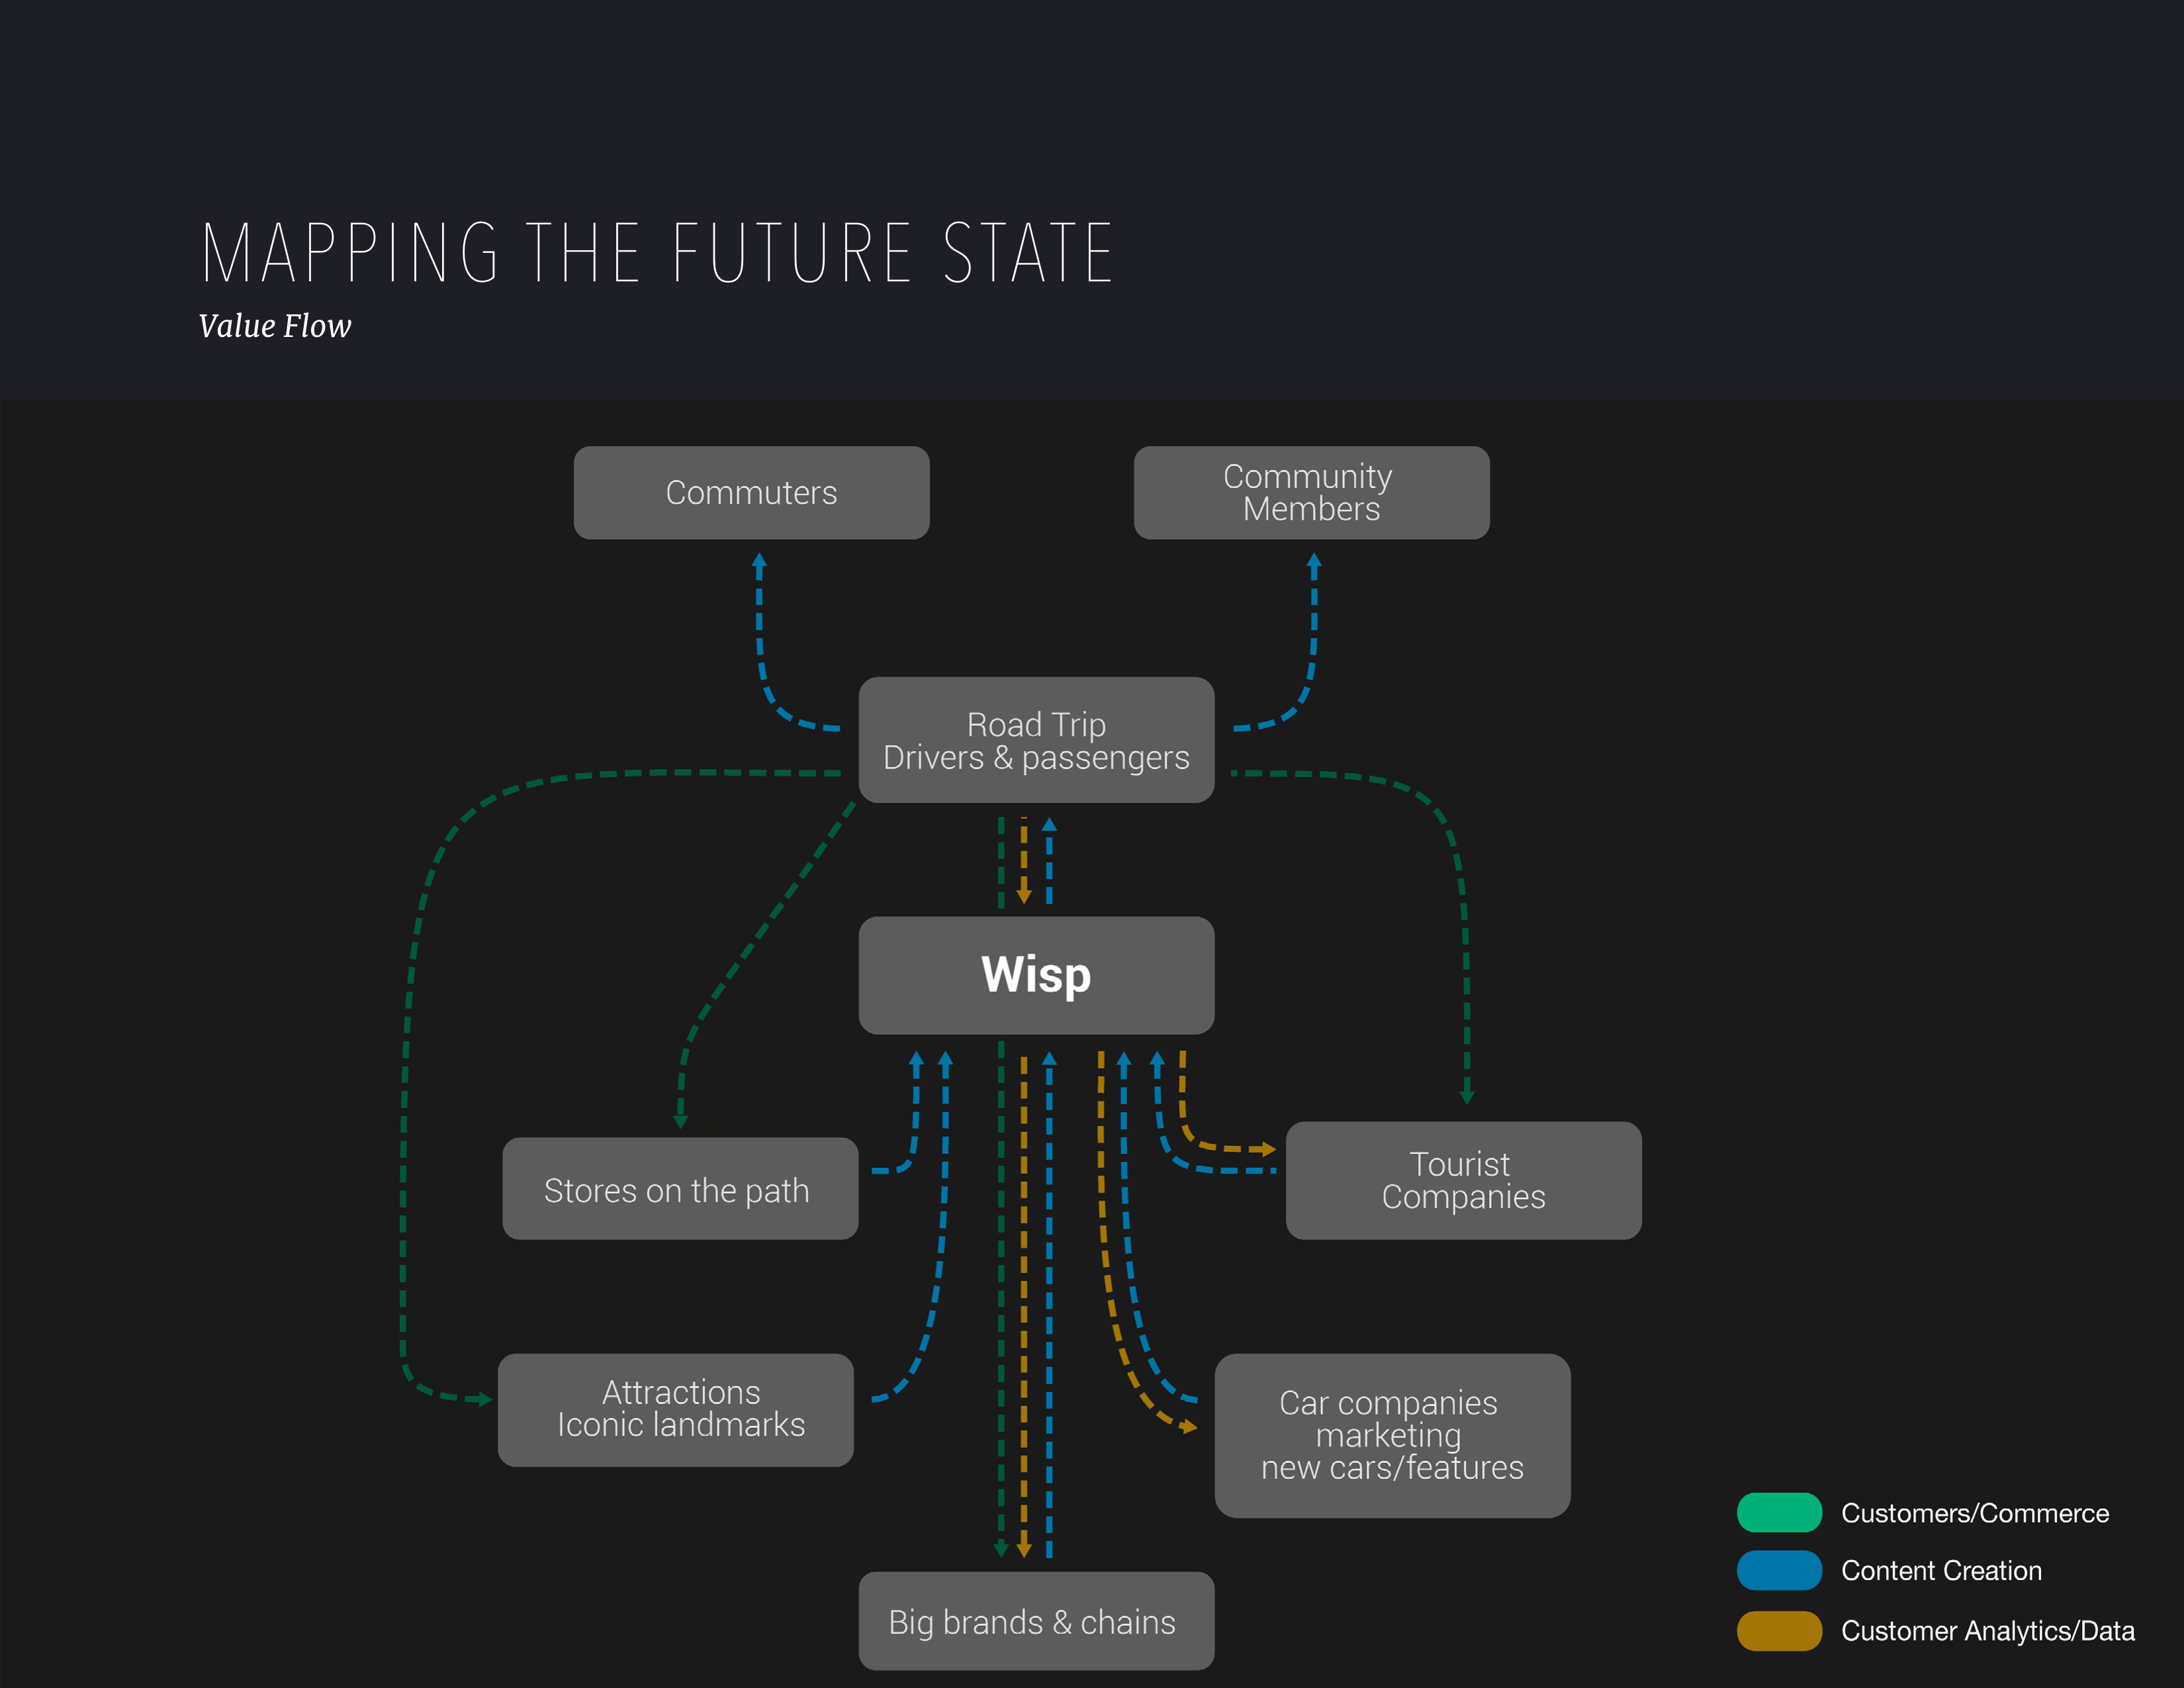 MAPPING THE FUTURE STATE
Value Flow
Commuters
Community
Members
Road Trip
Drivers & passengers
Wisp
Stores on the path
Tourist
Companies
Attractions
Iconic landmarks
Car companies
marketing
new cars/features
Big brands & chains
Customers/Commerce
Content Creation
Customer Analytics/Data